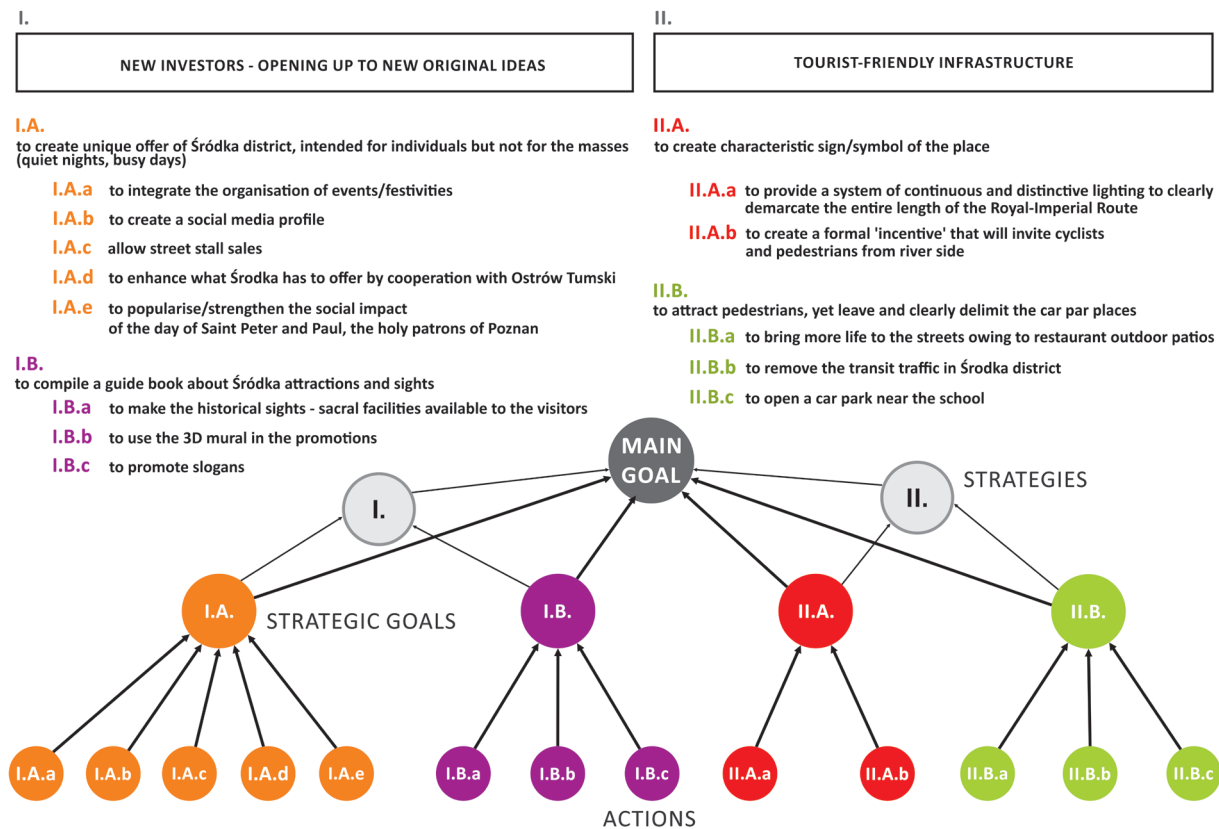 I.
NEW INVESTORS - OPENING UP TO NEW ORIGINAL IDEAS
I.A.
to create unique offer of Śródka district, intended for individuals but not for the masses
(quiet nights, busy days)
I.A.a to integrate the organisation of events/festivities
I.A.b to create a social media profile
I.A.c allow street stall sales
I.A.d to enhance what Środka has to offer by cooperation with Ostrów Tumski
I.A.e to popularise/strengthen the social impact
of the day of Saint Peter and Paul, the holy patrons of Poznan
I.B.
to compile a guide book about Śródka attractions and sights
I.B.a to make the historical sights - sacral facilities available to the visitors
I.B.b to use the 3D mural in the promotions
I.B.c to promote slogans
II.
TOURIST-FRIENDLY INFRASTRUCTURE
II.A.
to create characteristic sign/symbol of the place
II.A.a to provide a system of continuous and distinctive lighting to clearly
demarcate the entire length of the Royal-Imperial Route
II.A.b to create a formal 'incentive' that will invite cyclists
and pedestrians from river side
II.B.
to attract pedestrians, yet leave and clearly delimit the car par places
II.B.a to bring more life to the streets owing to restaurant outdoor patios
II.B.b to remove the transit traffic in Środka district
II.B.c to open a car park near the school
MAIN
GOAL
STRATEGIES
I.
II.
I.A.
STRATEGIC GOALS
I.B.
II.A.
II.B.
I.A.a
I.A.b
I.A.c
I.A.d
I.A.e
I.B.a
I.B.b
I.B.c
II.A.a
II.A.b
II.B.a
II.B.b
II.B.c
ACTIONS